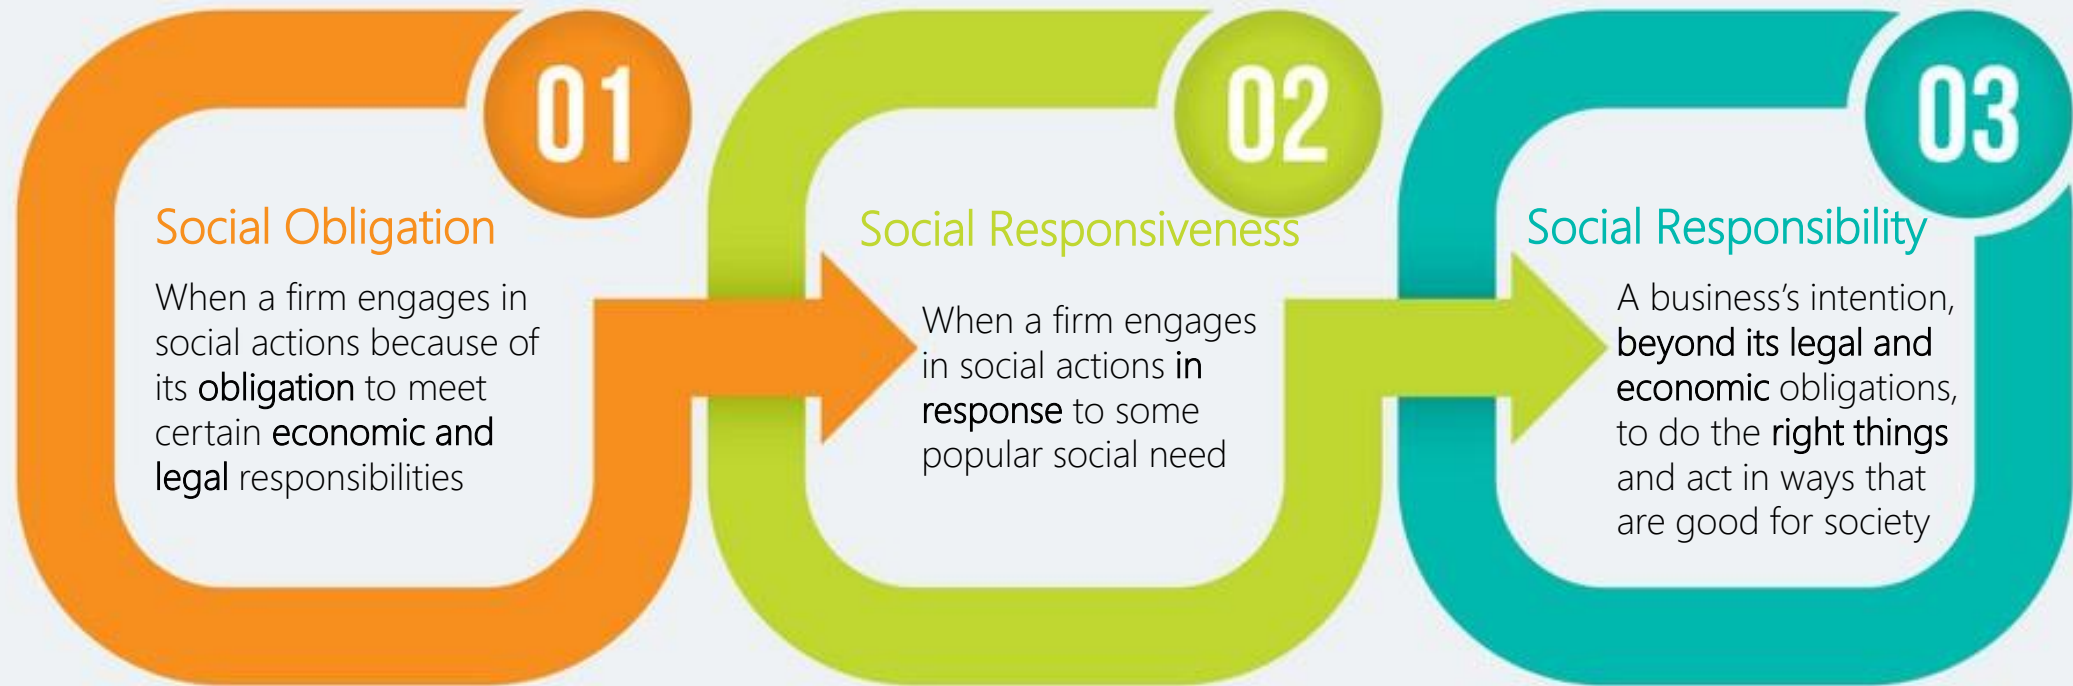 01
Social Obligation
When a firm engages in
social actions because of
its obligation to meet
certain economic and
legal responsibilities
02
Social Responsiveness
When a firm engages
in social actions in
response to some
popular social need
03
Social Responsibility
A business’s intention,
beyond its legal and
economic obligations,
to do the right things
and act in ways that
are good for society